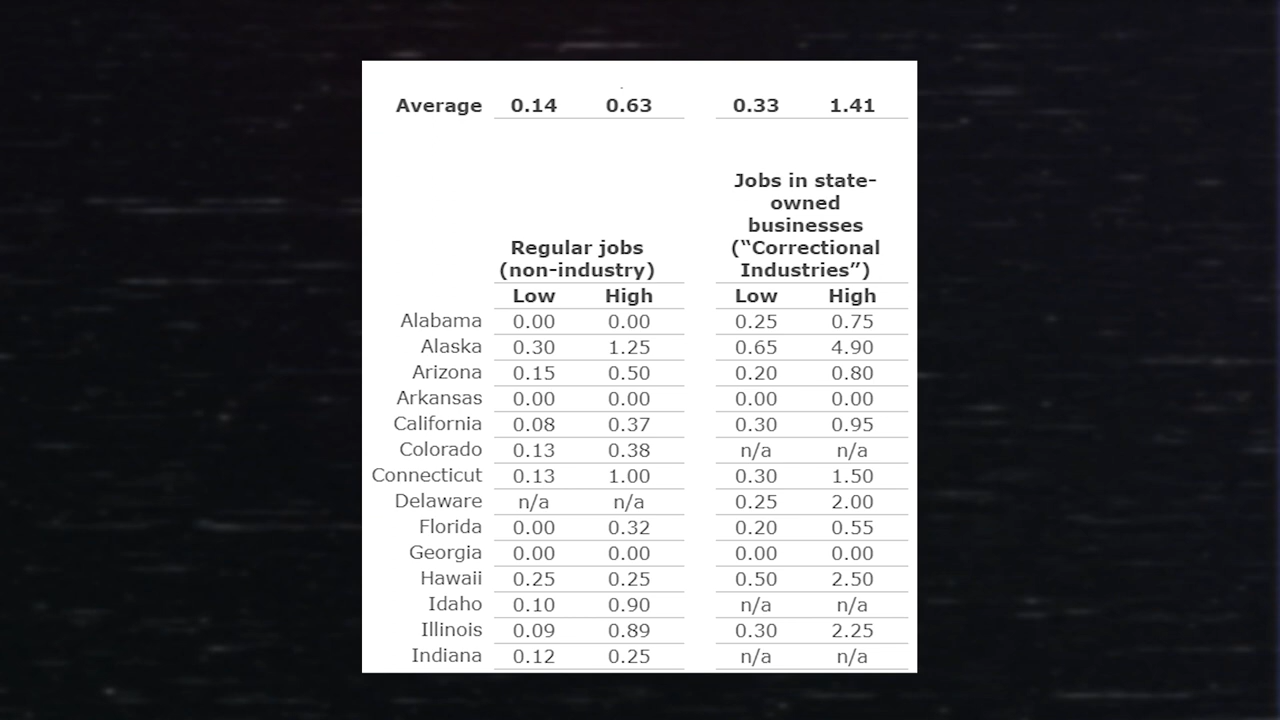 Average 0.14 0.63 0.33 1.41
Jobs in state-
owned
businesses
Regular jobs (“Correctional
(non-industry) Industries”)
Low High Low High
Alabama 0.00 0.00 0.25 0.75
Alaska 0.30 1.25 0.65 4.90
Arizona 0.15 0.50 0.20 0.80
Arkansas 0.00 0.00 0.00 0.00
California 0.08 0.37 0.30 0.95
Colorado 0.13 0.38 n/a n/a
Connecticut 0.13 1.00 0.30 1.50
Delaware n/a n/a 0.25 2.00
Florida 0.00 0.32 0.20 0.55
Georgia 0.00 0.00 0.00 0.00
Hawaii 0.25 0.25 0.50 2.50
Idaho 0.10 0.90 n/a n/a
Illinois 0.09 0.89 0.30 2.25
Indiana 0.12 0.25 n/a n/a